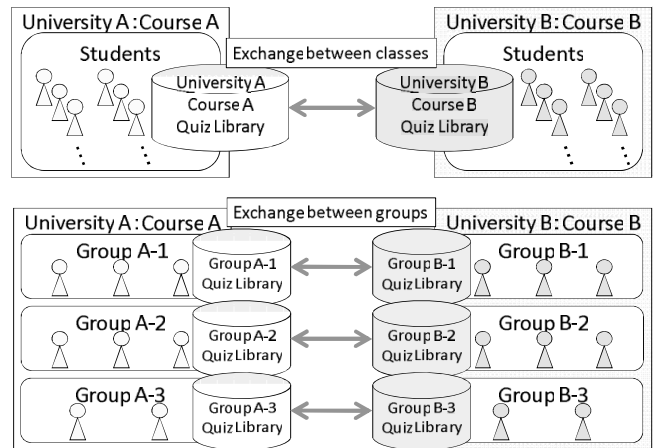 University A:Course A
University B:Course B
Students
Exchange between classes
Students
University A
Course A
Quiz Library
University B
Course B
Quiz Library
University A:Course A
Exchange between groups
University B:Course B
Group A-1
Group A-1
Quiz Library
Group B-1
Quiz Library
Group B-1
Group A-2
Group A-2
Quiz Library
Group B-2
Quiz Library
Group B-2
Group A-3
Group A-3
Quiz Library
Group B-3
Quiz Library
Group B-3